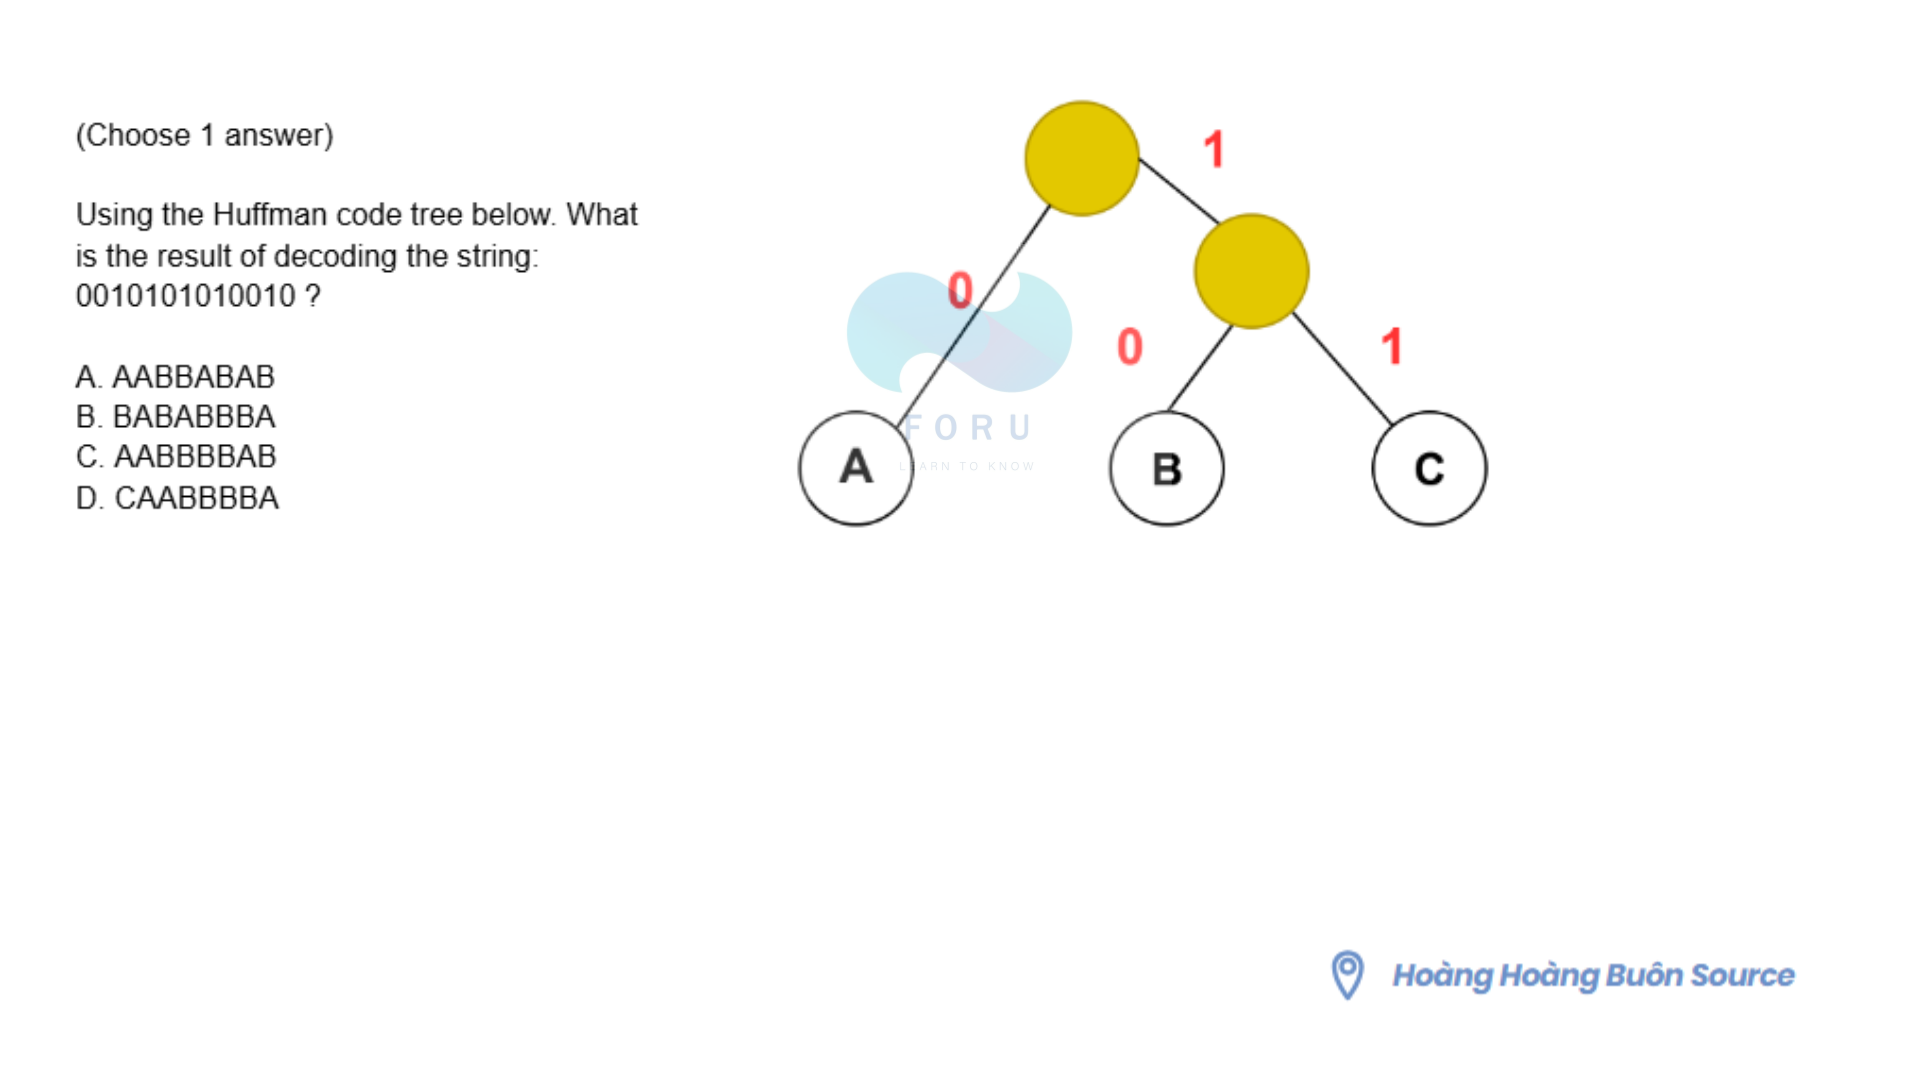 (Choose 1 answer)
Using the Huffman code tree below. What
is the result of decoding the string:
0010101010010 ?
A. AABBABAB
B. BABABBBA
C. AABBBBAB
D. CAABBBBA
1
0
0
1
A
B
C
FORU
LEARN TO KNOW
Hoàng Hoàng Buôn Source